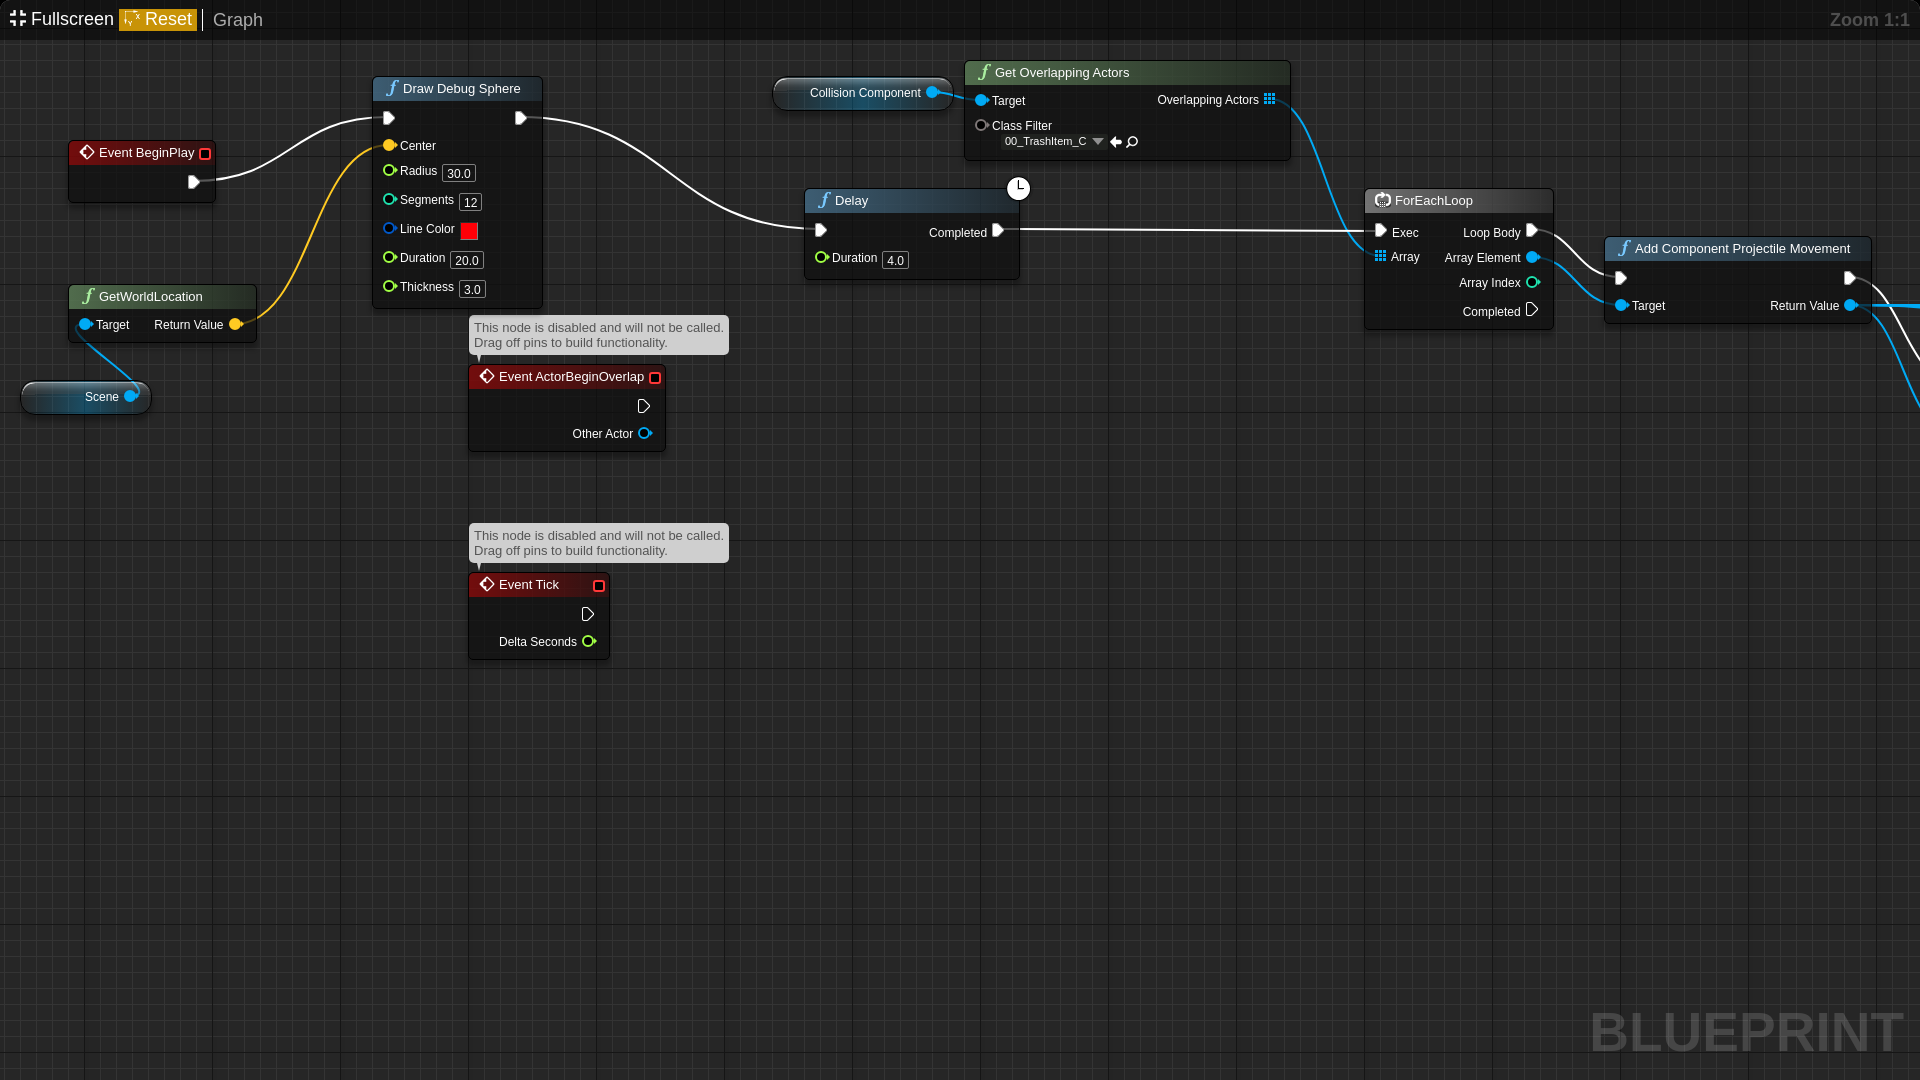 Fullscreen Reset Graph Zoom 1:1
Event BeginPlay
GetWorldLocation
Target Return Value
Scene
Draw Debug Sphere
Center
Radius 30.0
Segments 12
Line Color
Duration 20.0
Thickness 3.0
This node is disabled and will not be called.
Drag off pins to build functionality.
Event ActorBeginOverlap
Other Actor
This node is disabled and will not be called.
Drag off pins to build functionality.
Event Tick
Delta Seconds
Collision Component
Get Overlapping Actors
Target Overlapping Actors
Class Filter
00_TrashItem_C
Delay
Completed
Duration 4.0
ForEachLoop
Exec Loop Body
Array Array Element
Array Index
Completed
Add Component Projectile Movement
Target Return Value
BLUEPRINT